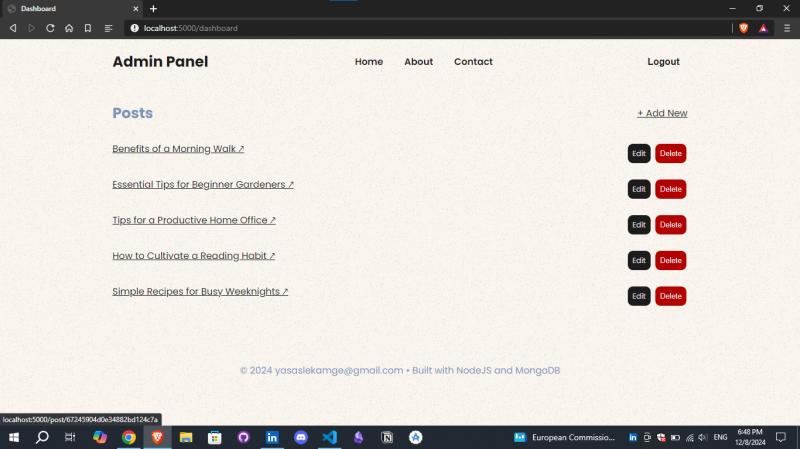 Dashboard
localhost:5000/dashboard
Admin Panel Home About Contact Logout
Posts + Add New
Benefits of a Morning Walk ↗ Edit Delete
Essential Tips for Beginner Gardeners ↗ Edit Delete
Tips for a Productive Home Office ↗ Edit Delete
How to Cultivate a Reading Habit ↗ Edit Delete
Simple Recipes for Busy Weeknights ↗ Edit Delete
© 2024 yasaslekamge@gmail.com • Built with NodeJS and MongoDB
localhost:5000/post/67245904d0e34882bd124c7a
European Commissio... ENG 6:48 PM
12/8/2024